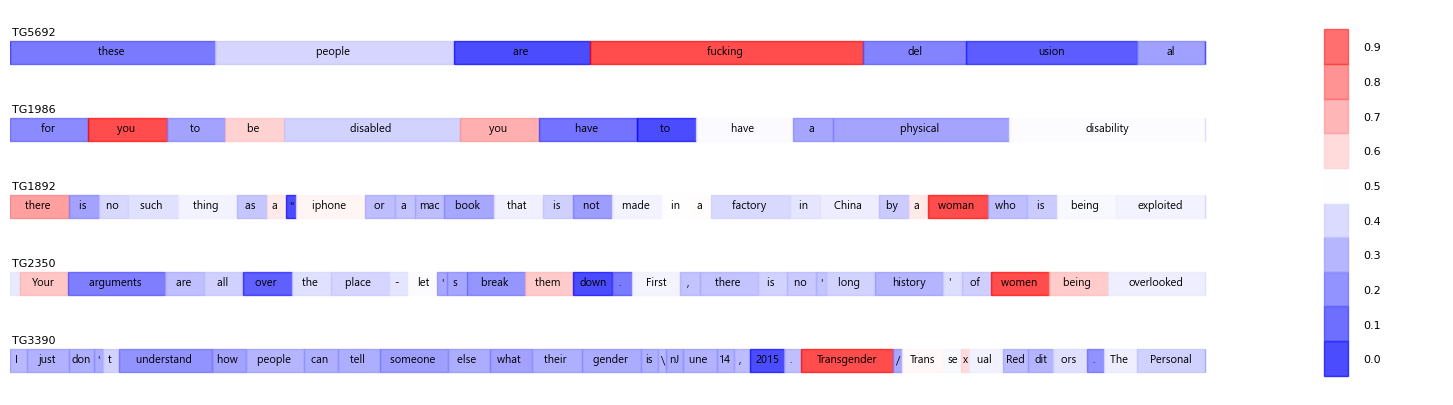 TG5692
these people are fucking del usion al
TG1986
for you to be disabled you have to have a physical disability
TG1892
there is no such thing as a " iphone or a mac book that is not made in a factory in China by a woman who is being exploited
TG2350
Your arguments are all over the place - let ' s break them down . First , there is no ' long history ' of women being overlooked
TG3390
I just don ' t understand how people can tell someone else what their gender is \ nJ une 14 , 2015 . Transgender / Trans se x ual Red dit ors . The Personal
0.9
0.8
0.7
0.6
0.5
0.4
0.3
0.2
0.1
0.0